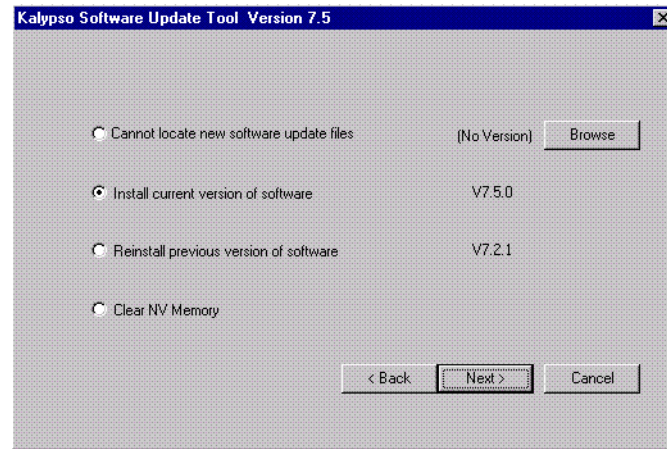 Kalypso Software Update Tool Version 7.5
Cannot locate new software update files (No Version) Browse
Install current version of software V7.5.0
Reinstall previous version of software V7.2.1
Clear NV Memory
< Back Next > Cancel